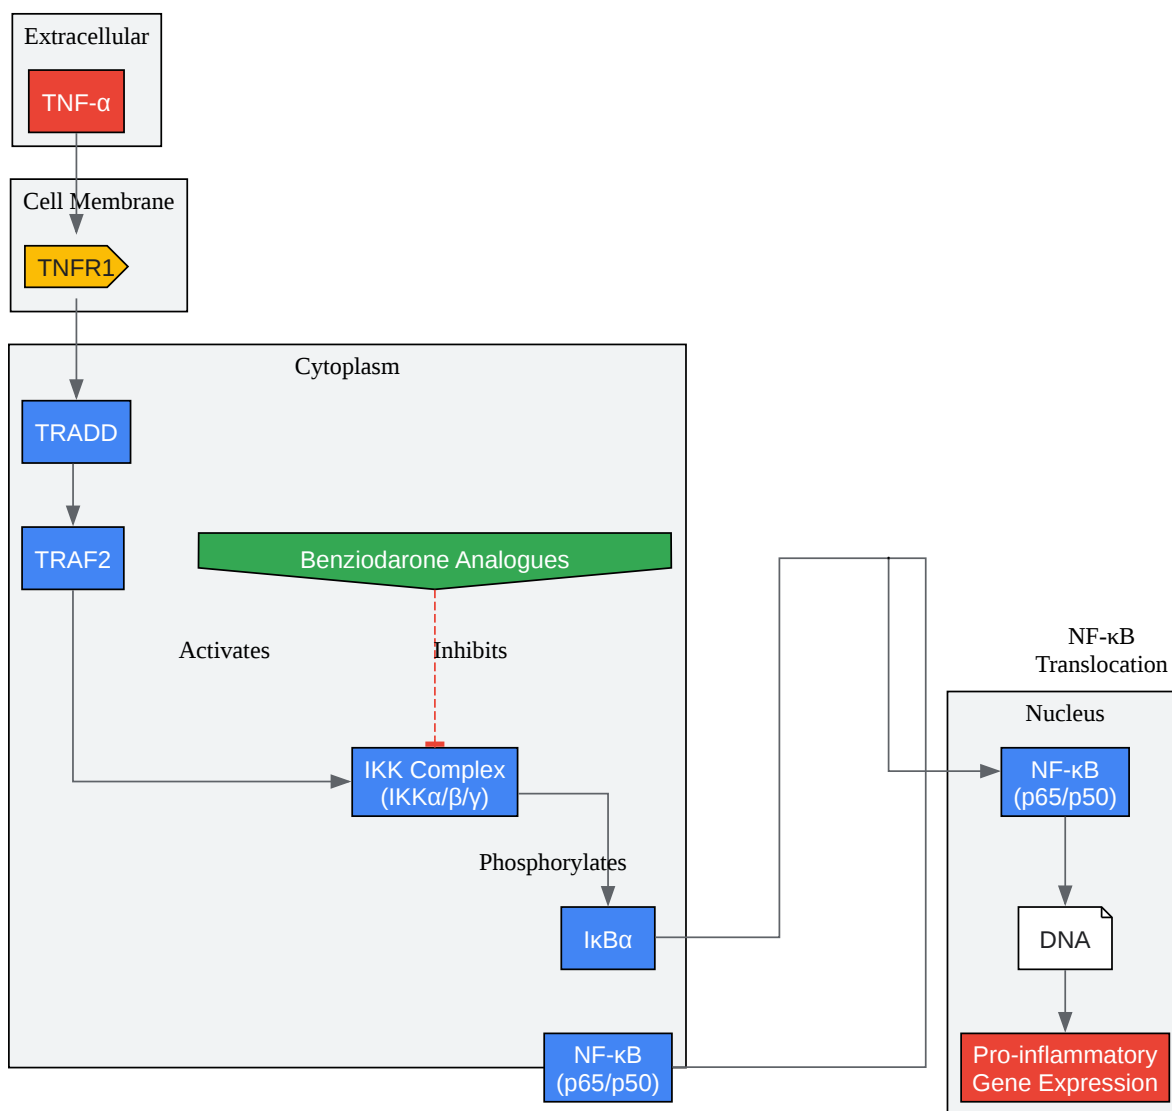 Extracellular
TNF-α
Cell Membrane
TNFR1
Cytoplasm
TRADD
TRAF2
Benziodarone Analogues
Activates
Inhibits
IKK Complex
(IKKα/β/γ)
Phosphorylates
IκBα
NF-κB
(p65/p50)
NF-κB
Translocation
Nucleus
NF-κB
(p65/p50)
DNA
Pro-inflammatory
Gene Expression